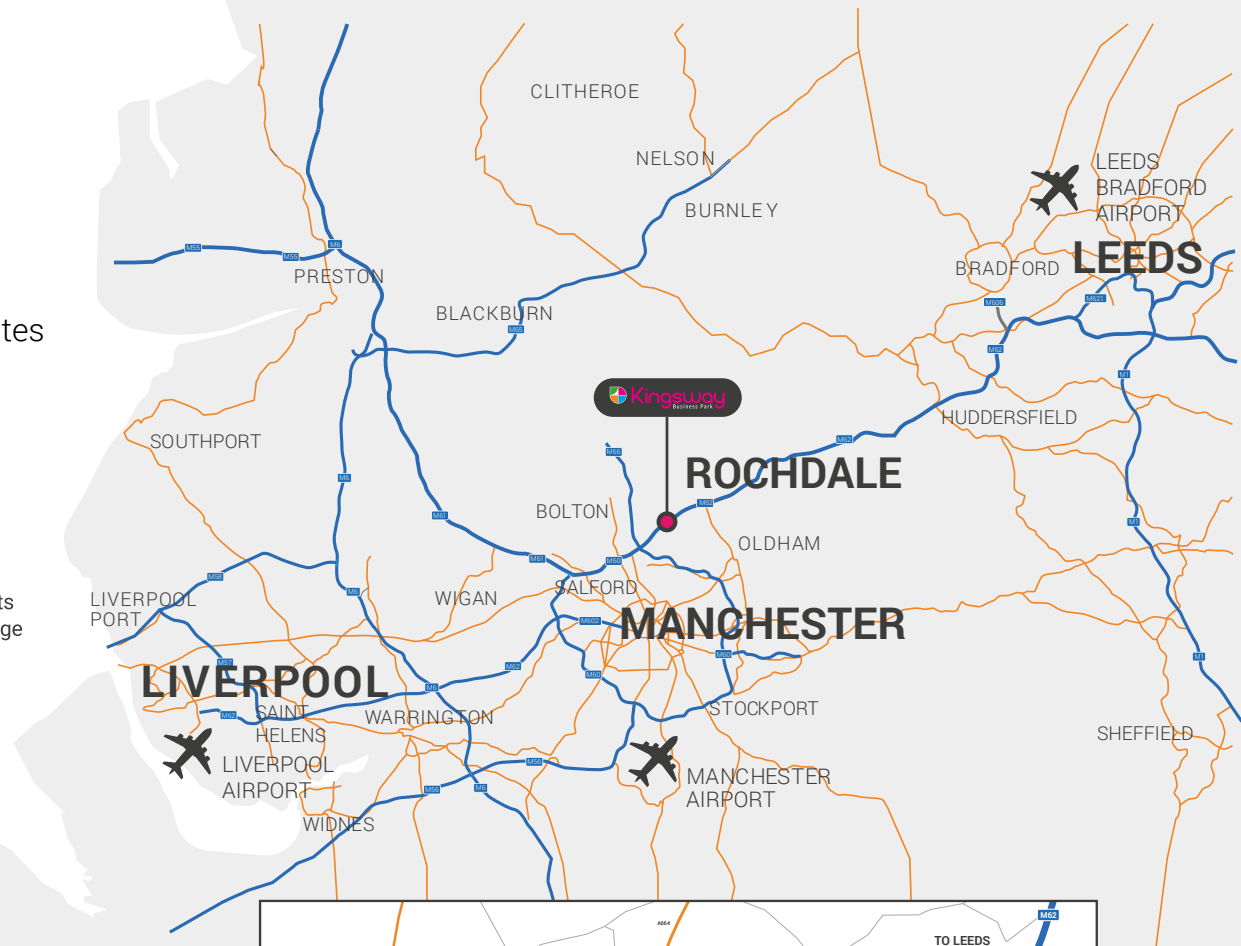 CLITHEROE
NELSON
BURNLEY
LEEDS
BRADFORD
AIRPORT
LEEDS
BRADFORD
M55
M55
M6
PRESTON
M606
M621
BLACKBURN
M65
tes
M62
M1
Kingsway
Business Park
HUDDERSFIELD
SOUTHPORT
M62
M66
ROCHDALE
M6
M62
BOLTON
M61
M1
OLDHAM
M61
M60
M58
SALFORD
M6
WIGAN
LIVERPOOL
PORT
ts
ge
M602
MANCHESTER
M57
M62
M60
M1
LIVERPOOL
M60
M6
M62
SAINT
HELENS
WARRINGTON
STOCKPORT
SHEFFIELD
LIVERPOOL
AIRPORT
M56
MANCHESTER
AIRPORT
M56
M6
WIDNES
A664
M62
TO LEEDS